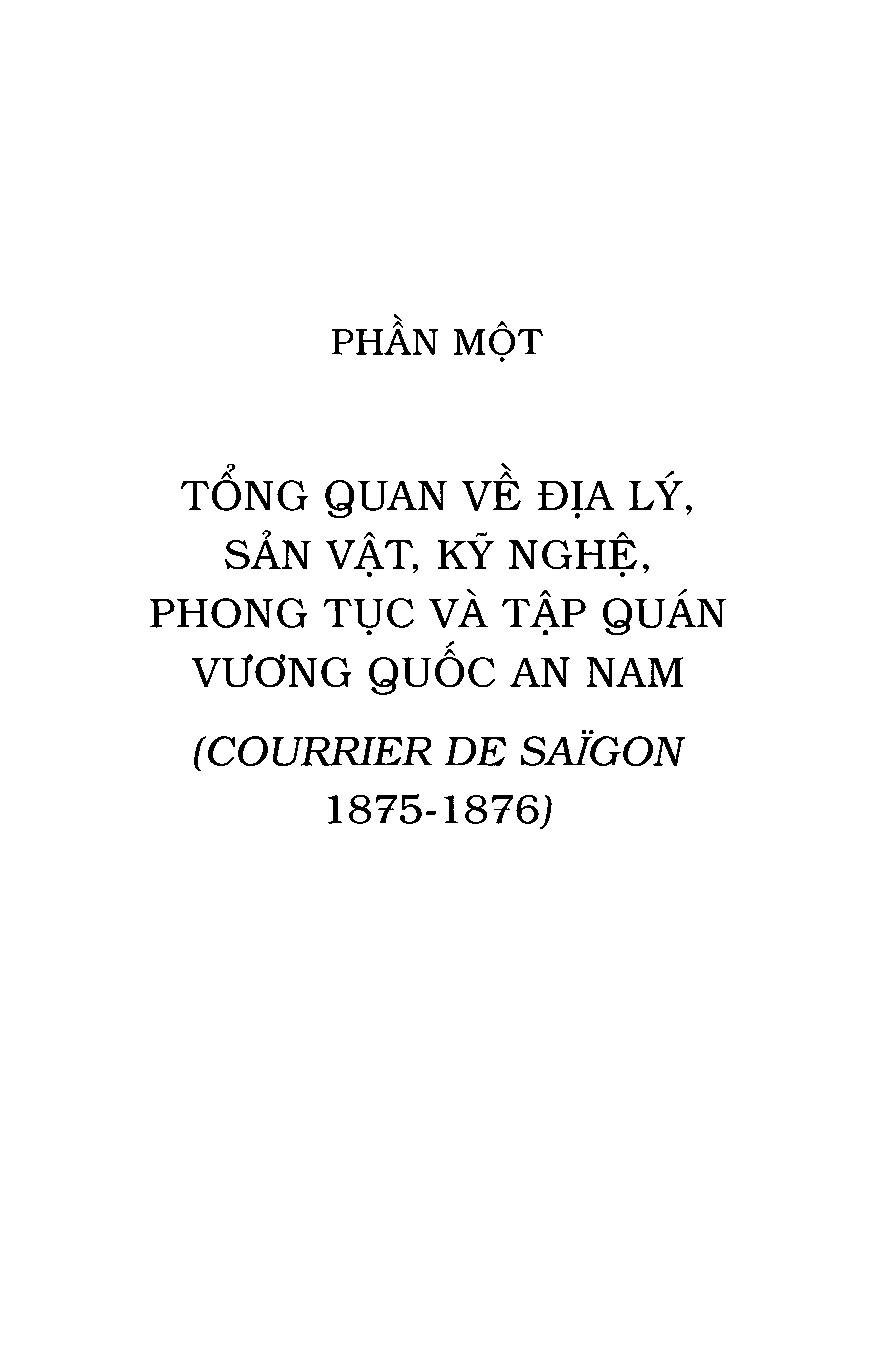 PHẦN MỘT
TỔNG QUAN VỀ ĐỊA LÝ,
SẢN VẬT, KỸ NGHỆ,
PHONG TỤC VÀ TẬP QUÁN
VƯƠNG QUỐC AN NAM
(COURRIER DE SAÏGON
1875-1876)